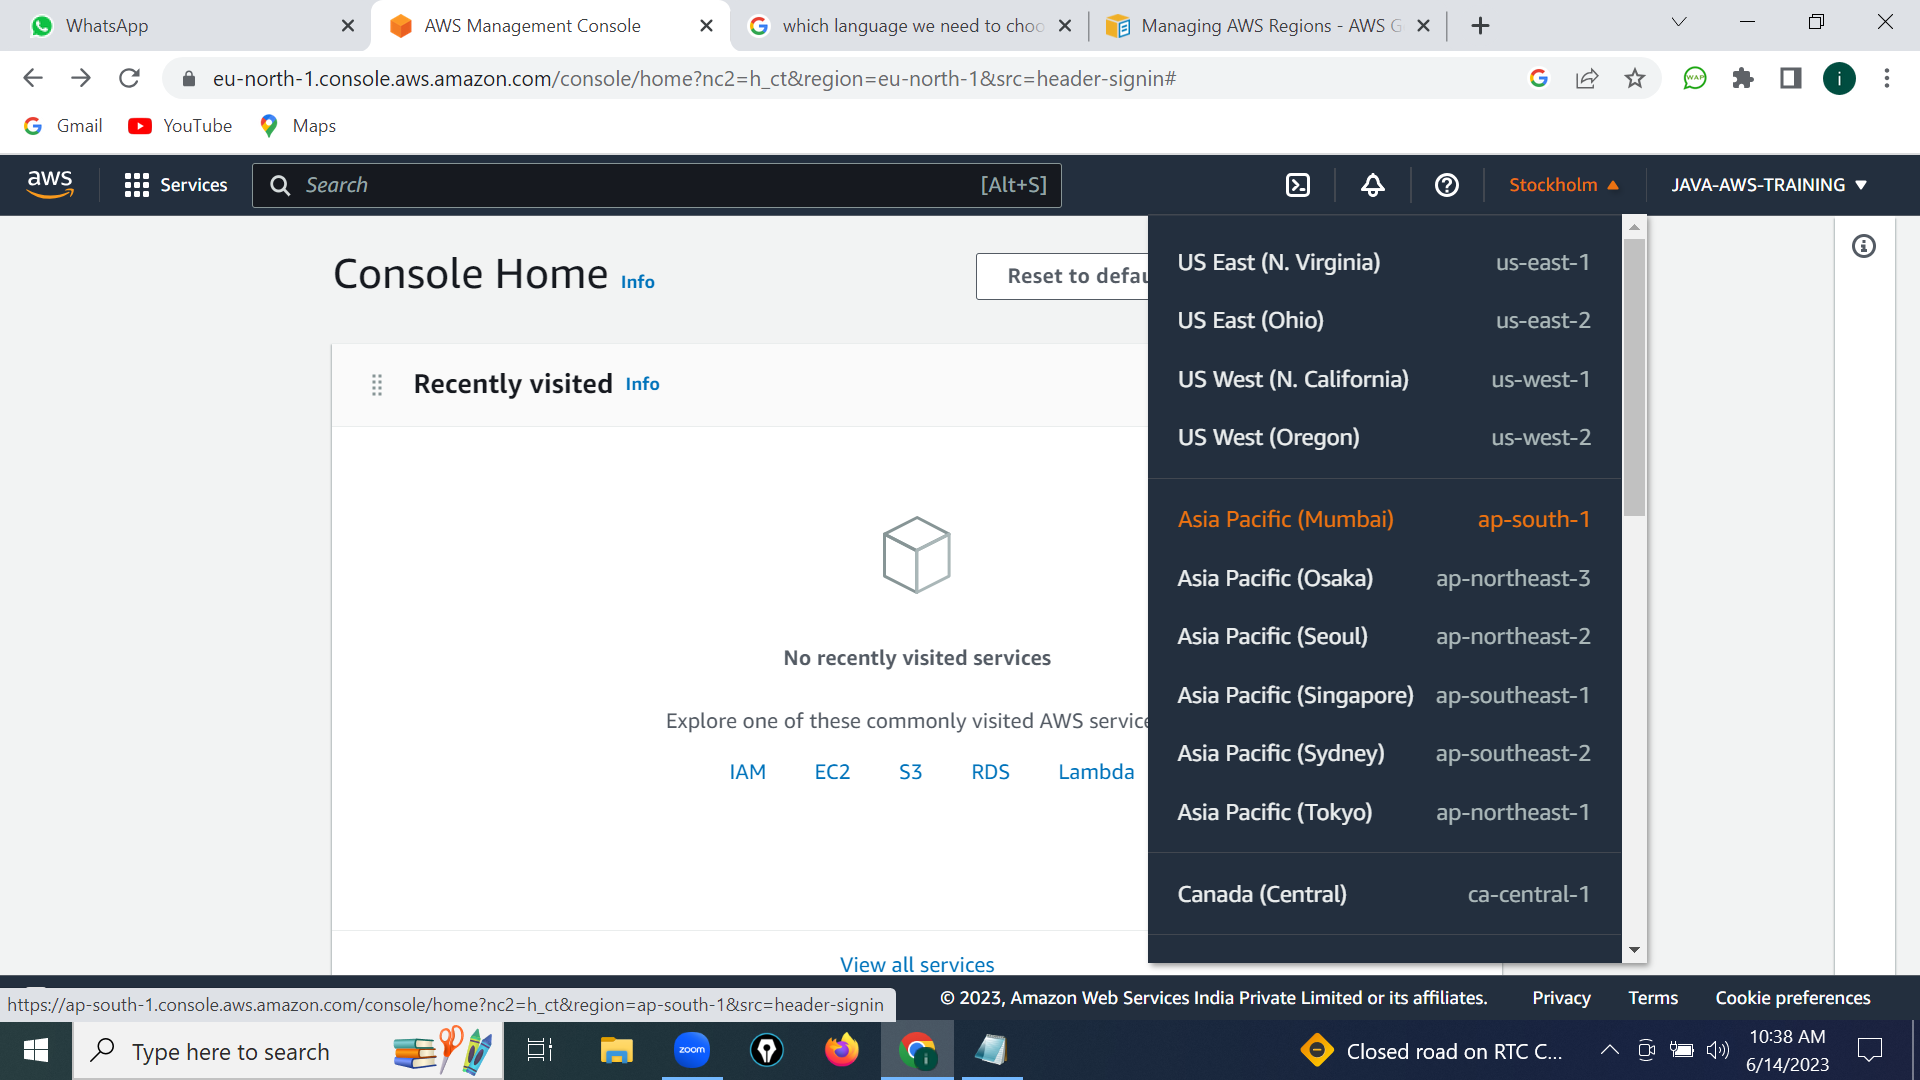 WhatsApp
AWS Management Console
which language we need to choo
Managing AWS Regions - AWS G
eu-north-1.console.aws.amazon.com/console/home?nc2=h_ct&region=eu-north-1&src=header-signin#
WAP
i
Gmail
YouTube
Maps
aws
Services
Search
[Alt+S]
Stockholm
JAVA-AWS-TRAINING
Console Home Info
Reset to defau
US East (N. Virginia) us-east-1
US East (Ohio) us-east-2
US West (N. California) us-west-1
US West (Oregon) us-west-2
Asia Pacific (Mumbai) ap-south-1
Asia Pacific (Osaka) ap-northeast-3
Asia Pacific (Seoul) ap-northeast-2
Asia Pacific (Singapore) ap-southeast-1
Asia Pacific (Sydney) ap-southeast-2
Asia Pacific (Tokyo) ap-northeast-1
Canada (Central) ca-central-1
Recently visited Info
No recently visited services
Explore one of these commonly visited AWS service
IAM EC2 S3 RDS Lambda
View all services
https://ap-south-1.console.aws.amazon.com/console/home?nc2=h_ct&region=ap-south-1&src=header-signin
© 2023, Amazon Web Services India Private Limited or its affiliates.
Privacy
Terms
Cookie preferences
Type here to search
zoom
i
Closed road on RTC C...
10:38 AM
6/14/2023